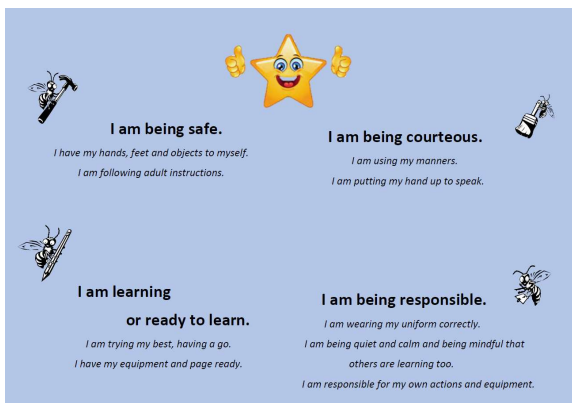 I am being safe.
I have my hands, feet and objects to myself.
I am following adult instructions.
I am being courteous.
I am using my manners.
I am putting my hand up to speak.
I am learning
or ready to learn.
I am trying my best, having a go.
I have my equipment and page ready.
I am being responsible.
I am wearing my uniform correctly.
I am being quiet and calm and being mindful that
others are learning too.
I am responsible for my own actions and equipment.